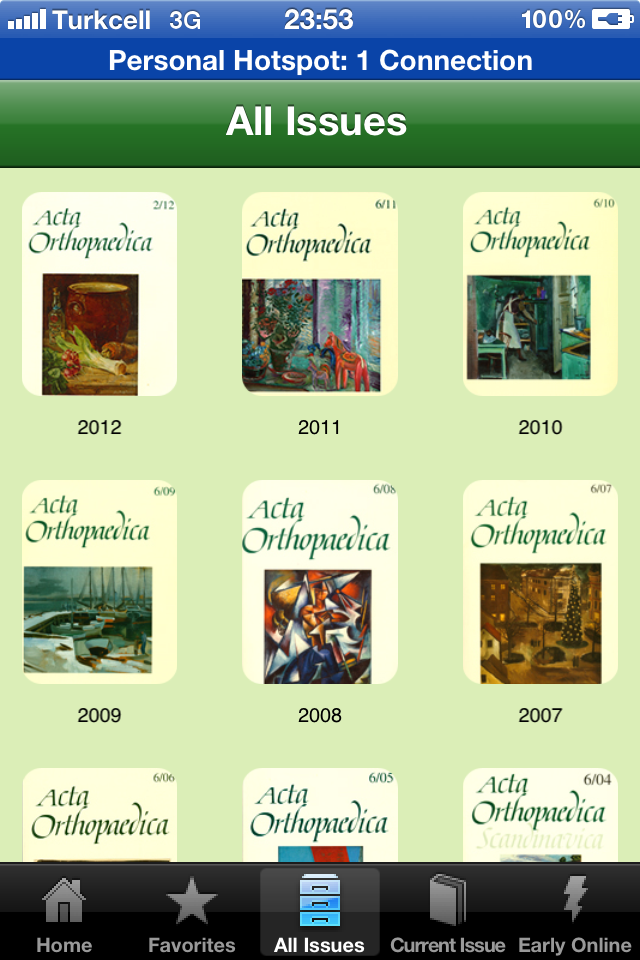 Turkcell 3G 23:53 100%
Personal Hotspot: 1 Connection
All Issues
2/12
Acta
Orthopaedica
2012
6/11
Acta
Orthopaedica
2011
6/10
Acta
Orthopaedica
2010
6/09
Acta
Orthopaedica
2009
6/08
Acta
Orthopaedica
2008
6/07
Acta
Orthopaedica
2007
6/06
Acta
Orthopaedica
6/05
Acta
Orthopaedica
6/04
Acta
Orthopaedica
Scandinavica
Home Favorites All Issues Current Issue Early Online